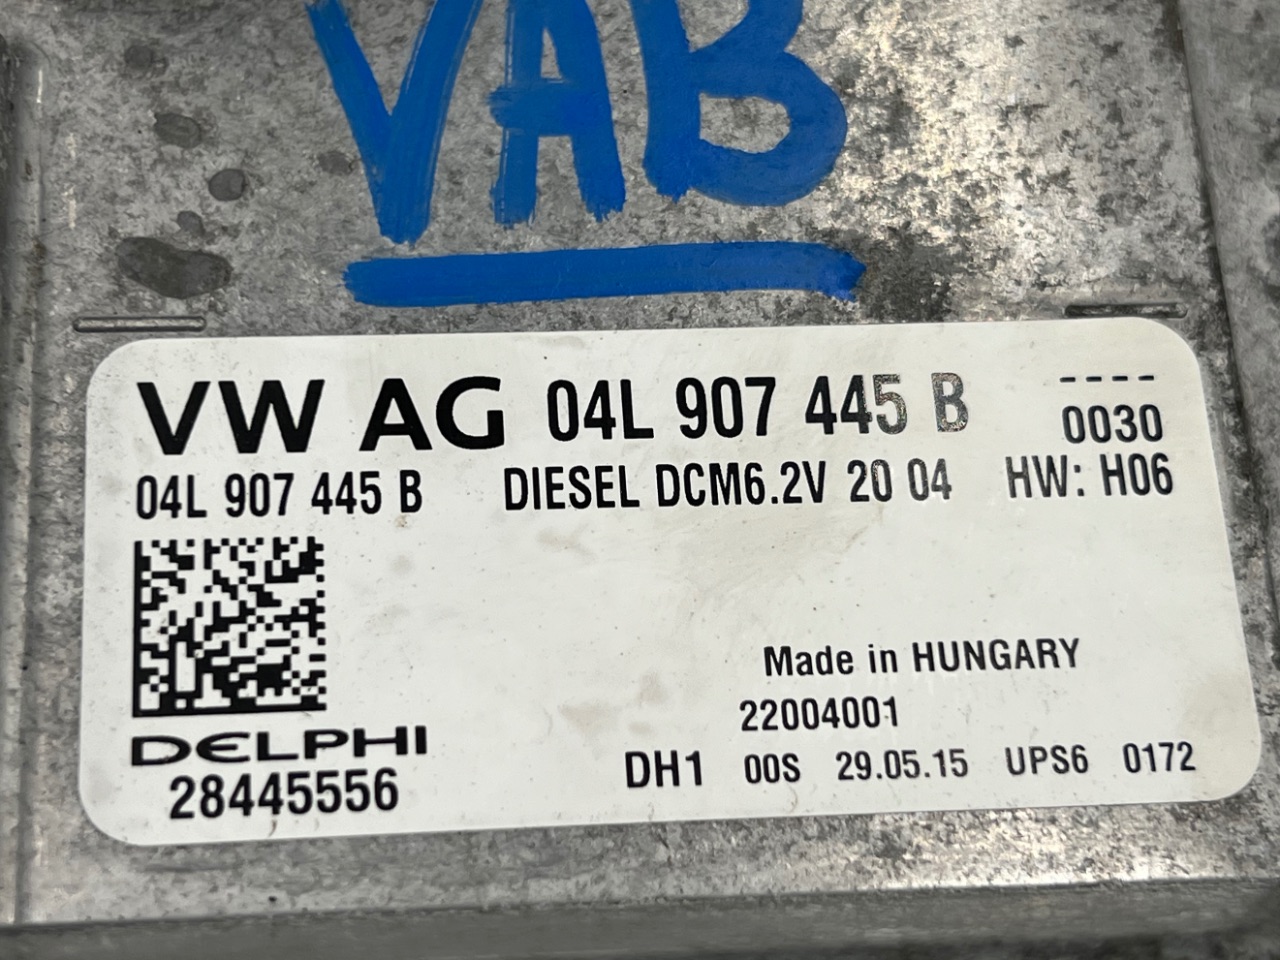 VAB
VW AG 04L 907 445 B ----
0030
04L 907 445 B DIESEL DCM6.2V 20 04 HW: H06
Made in HUNGARY
22004001
DELPHI
28445556
DH1 00S 29.05.15 UPS6 0172